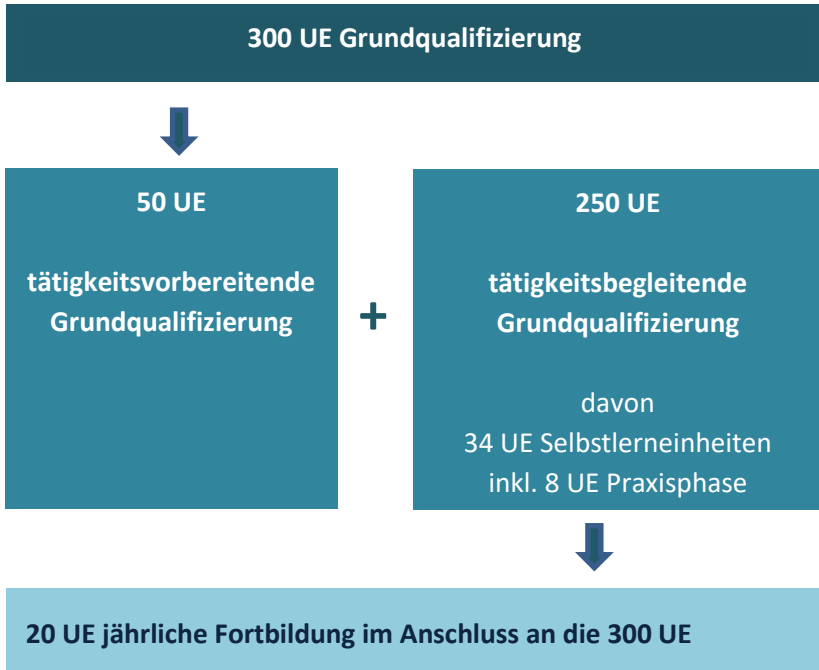 300 UE Grundqualifizierung
50 UE
tätigkeitsvorbereitende
Grundqualifizierung
+
250 UE
tätigkeitsbegleitende
Grundqualifizierung
davon
34 UE Selbstlerneinheiten
inkl. 8 UE Praxisphase
20 UE jährliche Fortbildung im Anschluss an die 300 UE